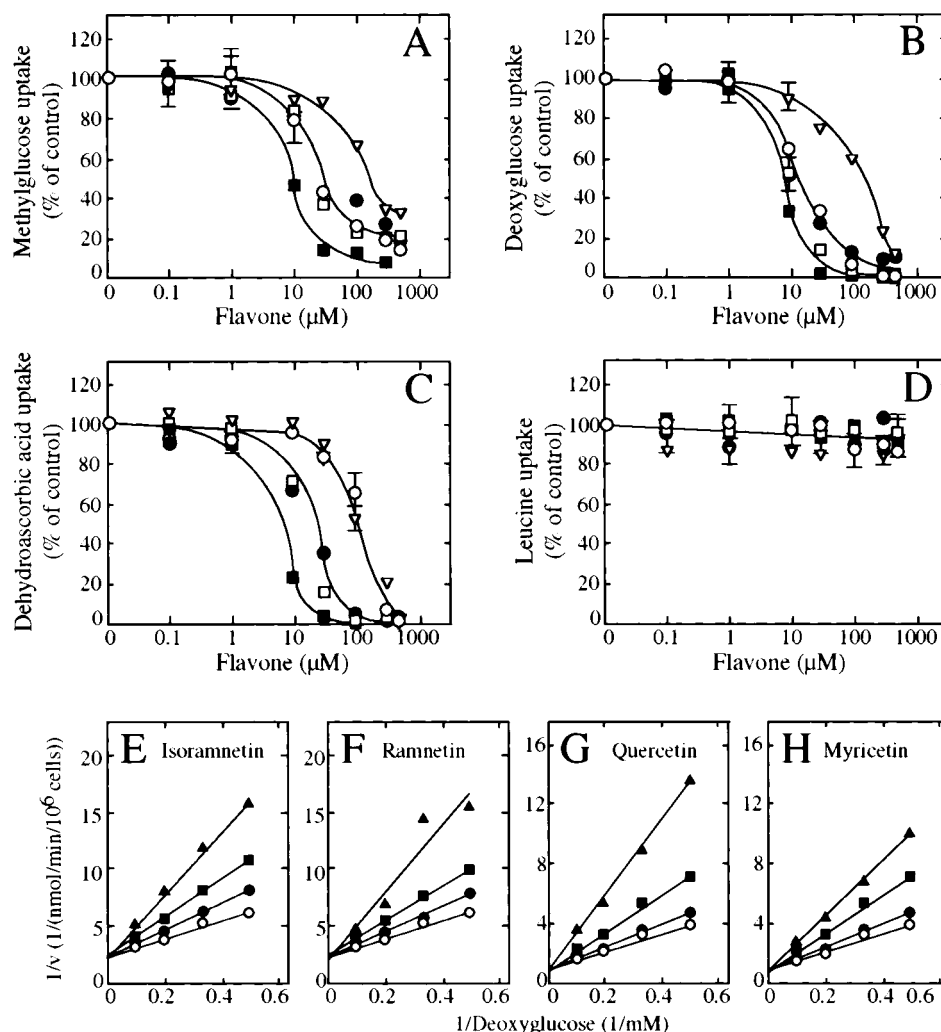 A
Methylglucose uptake
(% of control)
120
100
80
60
40
20
0
0 0.1 1 10 100 1000
Flavone (µM)
B
Deoxyglucose uptake
(% of control)
120
100
80
60
40
20
0
0 0.1 1 10 100 1000
Flavone (µM)
C
Dehydroascorbic acid uptake
(% of control)
120
100
80
60
40
20
0
0 0.1 1 10 100 1000
Flavone (µM)
D
Leucine uptake
(% of control)
120
100
80
60
40
20
0
0 0.1 1 10 100 1000
Flavone (µM)
1/v (1/(nmol/min/10⁶ cells))
E Isoramnetin
20
15
10
5
0
0 0.2 0.4 0.6
F Ramnetin
20
15
10
5
0
0 0.2 0.4 0.6
G Quercetin
16
12
8
4
0
0 0.2 0.4 0.6
H Myricetin
16
12
8
4
0
0 0.2 0.4 0.6
1/Deoxyglucose (1/mM)